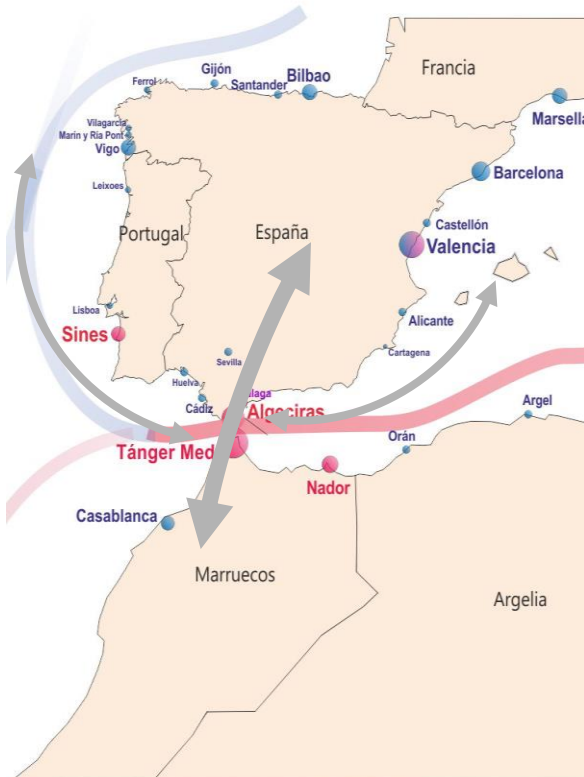 Francia
Gijón
Ferrol
Santander
Bilbao
Marsella
Vilagarcía
Marín y Ría Pont
Vigo
Barcelona
Leixoes
Portugal
España
Castellón
Valencia
Lisboa
Sines
Alicante
Sevilla
Cartagena
Huelva
Cádiz
Algeciras
Argel
Tánger Med
Orán
Nador
Casablanca
Marruecos
Argelia